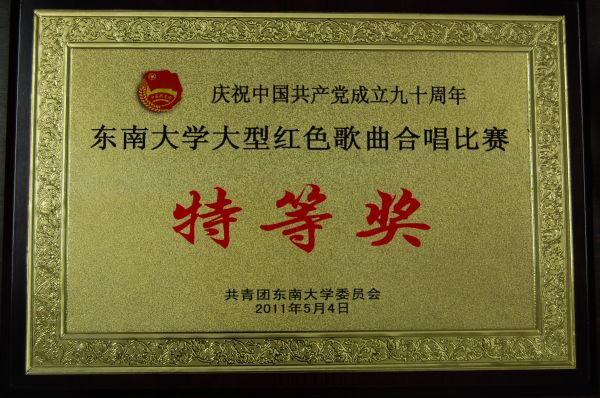 庆祝中国共产党成立九十周年
东南大学大型红色歌曲合唱比赛
特等奖
共青团东南大学委员会
2011年5月4日